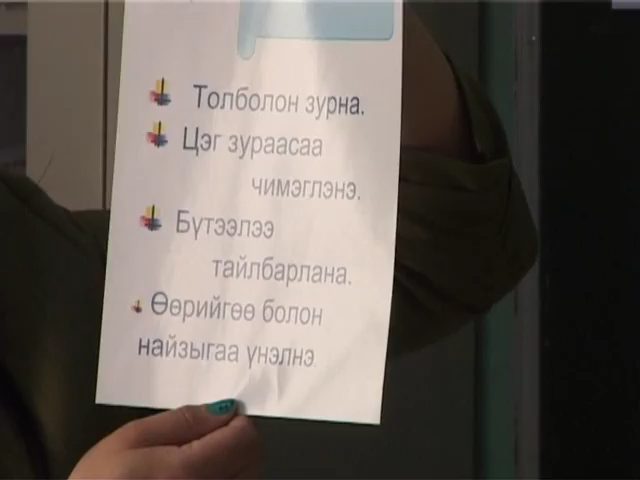 Толболон зурна.
Цэг зураасаа
чимэглэнэ.
Бүтээлээ
тайлбарлана.
Өөрийгөө болон
найзыгаа үнэлнэ